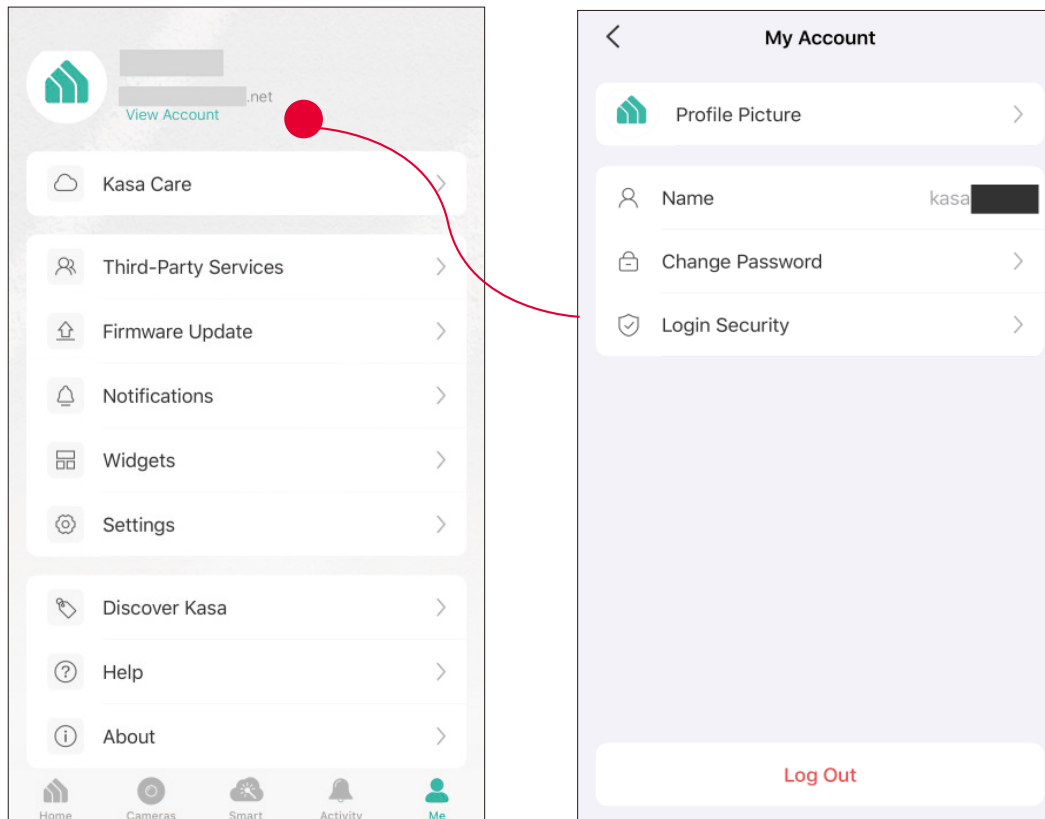 .net
View Account
Kasa Care
Third-Party Services
Firmware Update
Notifications
Widgets
Settings
Discover Kasa
Help
About
Home Cameras Smart Activity Me
My Account
Profile Picture
Name kasa
Change Password
Login Security
Log Out